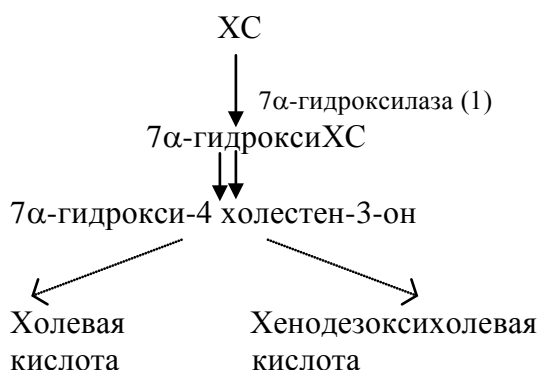 ХС
7α-гидроксилаза (1)
7α-гидроксиХС
7α-гидрокси-4 холестен-3-он
Холевая
кислота
Хенодезоксихолевая
кислота